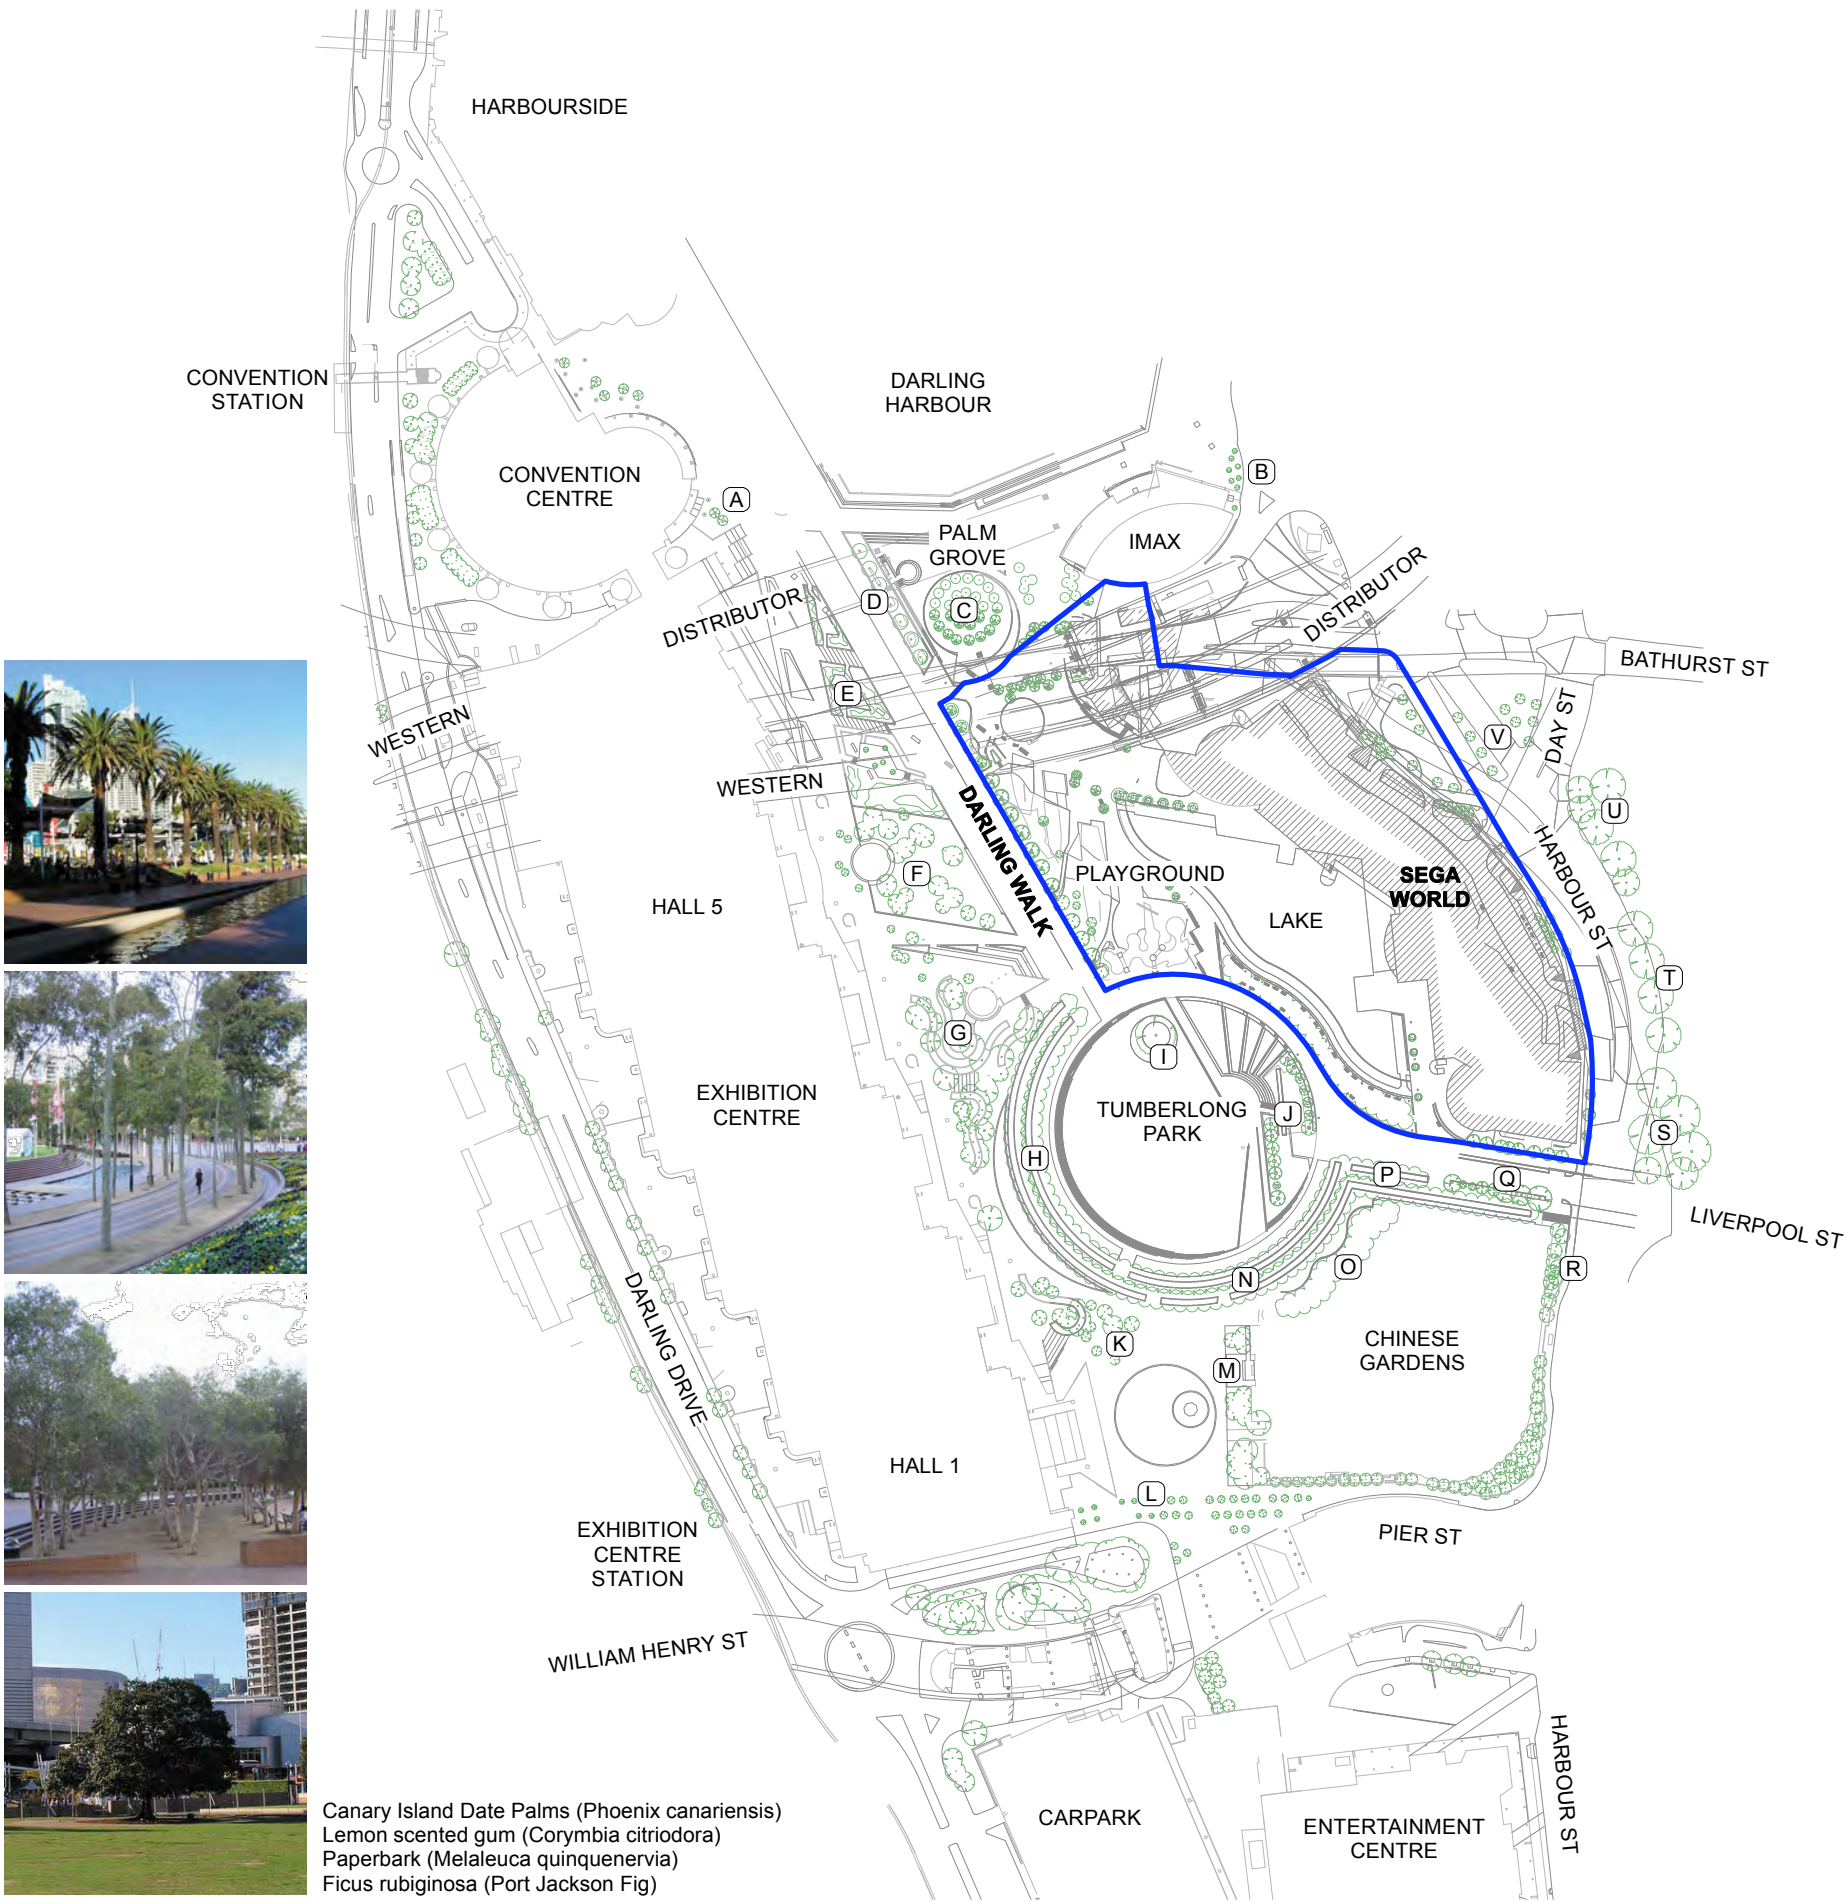 HARBOURSIDE
CONVENTION
STATION
DARLING
HARBOUR
CONVENTION
CENTRE
A
B
PALM
GROVE
IMAX
DISTRIBUTOR
D
C
DISTRIBUTOR
BATHURST ST
WESTERN
E
V
DAY ST
WESTERN
DARLING WALK
U
HARBOUR ST
F
PLAYGROUND
SEGA
WORLD
HALL 5
LAKE
T
G
I
EXHIBITION
CENTRE
TUMBERLONG
PARK
J
S
H
P
Q
LIVERPOOL ST
N
O
R
DARLING DRIVE
K
M
CHINESE
GARDENS
HALL 1
L
EXHIBITION
CENTRE
STATION
PIER ST
WILLIAM HENRY ST
HARBOUR ST
CARPARK
ENTERTAINMENT
CENTRE
Canary Island Date Palms (Phoenix canariensis)
Lemon scented gum (Corymbia citriodora)
Paperbark (Melaleuca quinquenervia)
Ficus rubiginosa (Port Jackson Fig)